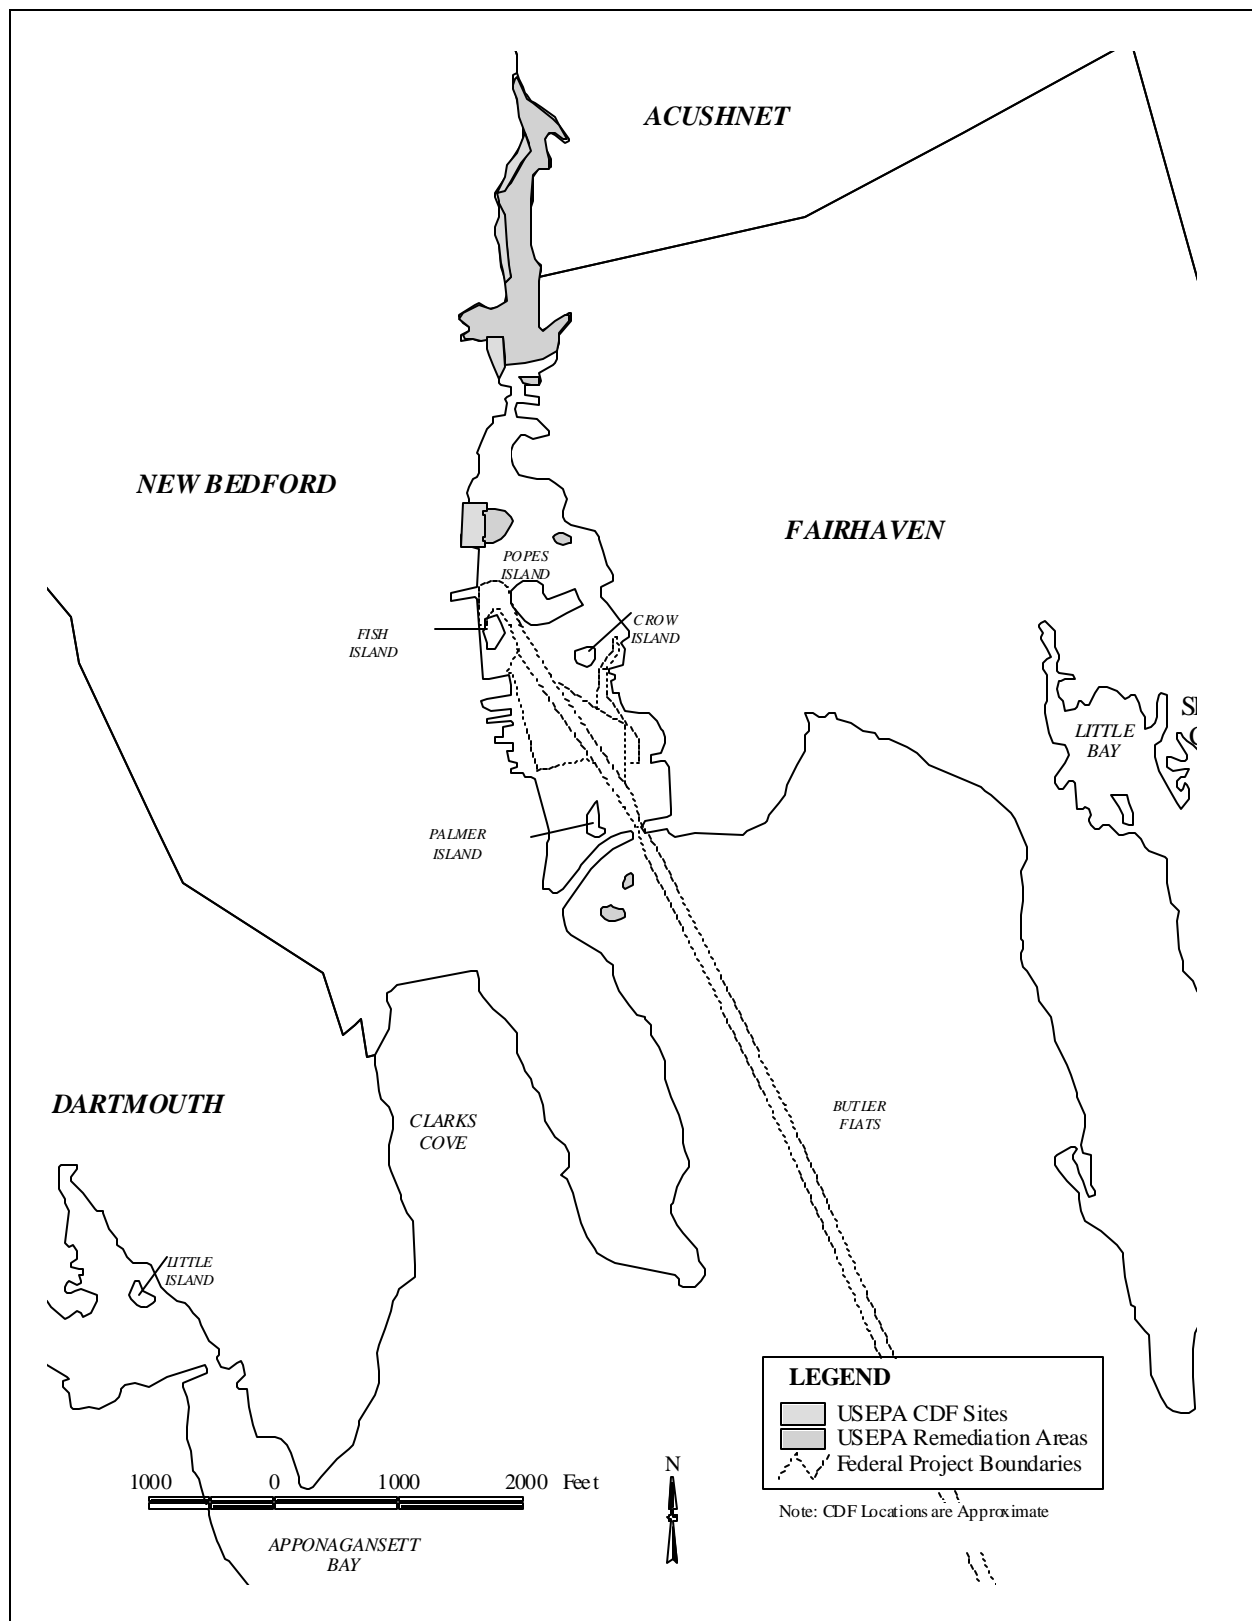 ACUSHNET
NEW BEDFORD
FAIRHAVEN
POPES
ISLAND
FISH
ISLAND
CROW
ISLAND
LITTLE
BAY
PALMER
ISLAND
DARTMOUTH
CLARKS
COVE
BUTLER
FLATS
LITTLE
ISLAND
LEGEND
USEPA CDF Sites
USEPA Remediation Areas
Federal Project Boundaries
Note: CDF Locations are Approximate
N
1000 0 1000 2000 Feet
APPONAGANSETT
BAY